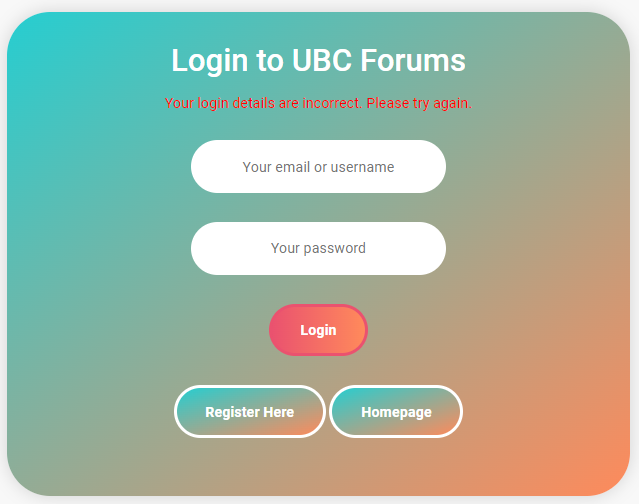 Login to UBC Forums
Your login details are incorrect. Please try again.
Your email or username
Your password
Login
Register Here Homepage